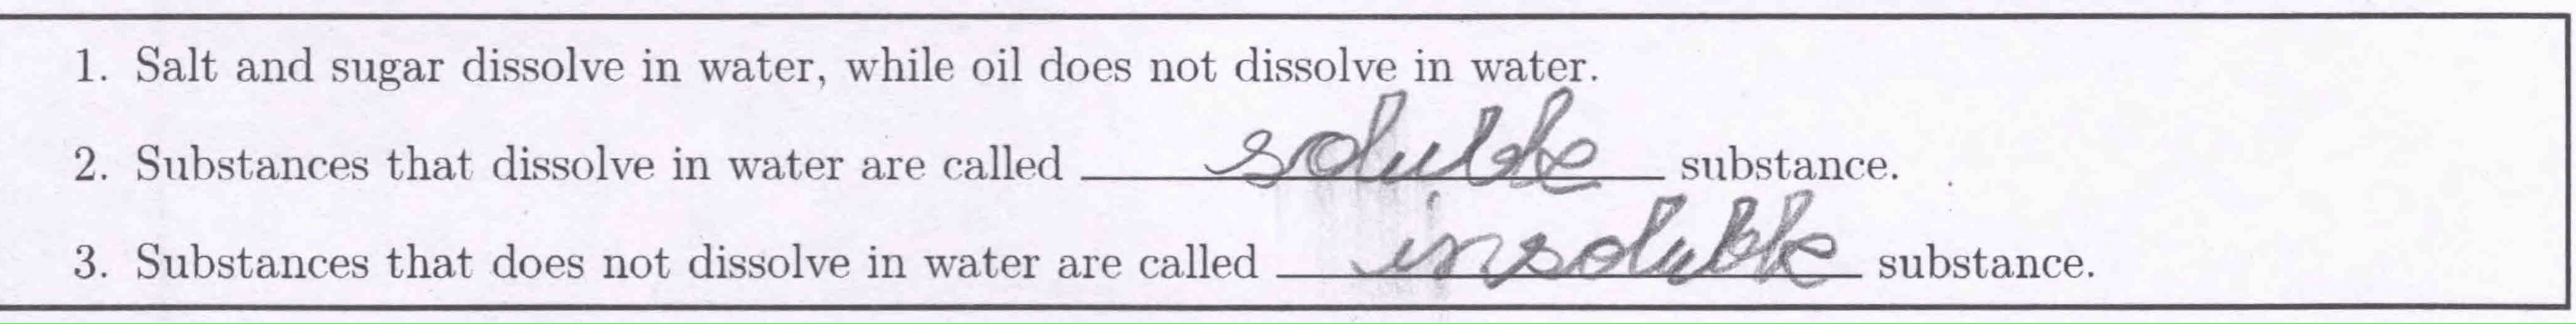 1. Salt and sugar dissolve in water, while oil does not dissolve in water.
2. Substances that dissolve in water are called soluble substance.
3. Substances that does not dissolve in water are called insoluble substance.